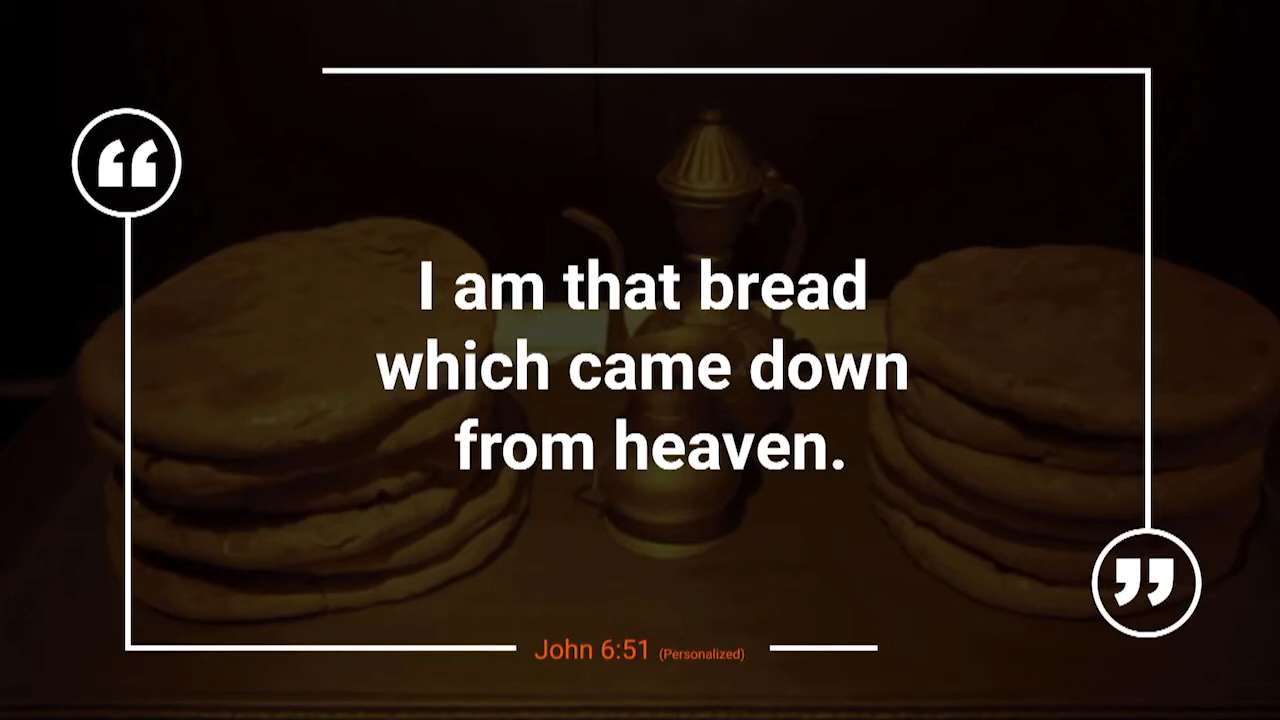 “
I am that bread
which came down
from heaven.
”
John 6:51 (Personalized)